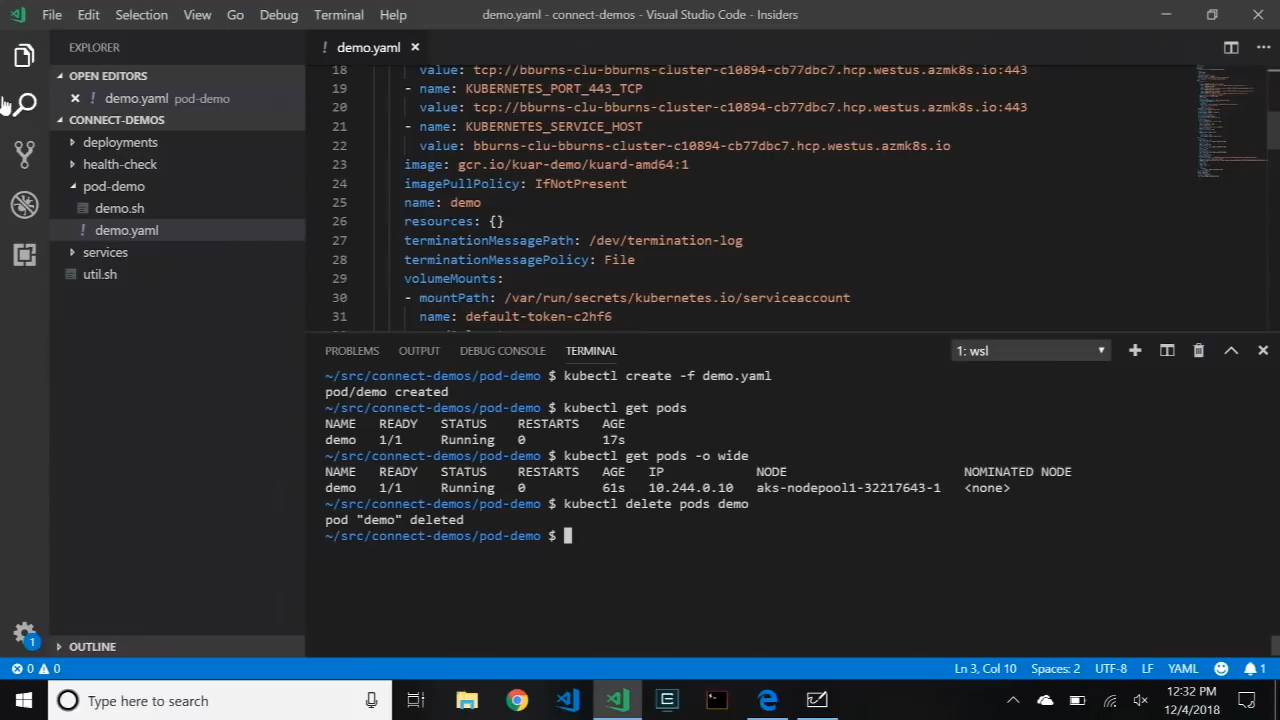 File Edit Selection View Go Debug Terminal Help demo.yaml - connect-demos - Visual Studio Code - Insiders
EXPLORER
OPEN EDITORS
demo.yaml pod-demo
CONNECT-DEMOS
deployments
health-check
pod-demo
demo.sh
demo.yaml
services
util.sh
OUTLINE
1
! demo.yaml
18 value: tcp://bburns-clu-bburns-cluster-c10894-cb77dbc7.hcp.westus.azmk8s.io:443
19 - name: KUBERNETES_PORT_443_TCP
20 value: tcp://bburns-clu-bburns-cluster-c10894-cb77dbc7.hcp.westus.azmk8s.io:443
21 - name: KUBERNETES_SERVICE_HOST
22 value: bburns-clu-bburns-cluster-c10894-cb77dbc7.hcp.westus.azmk8s.io
23 image: gcr.io/kuar-demo/kuard-amd64:1
24 imagePullPolicy: IfNotPresent
25 name: demo
26 resources: {}
27 terminationMessagePath: /dev/termination-log
28 terminationMessagePolicy: File
29 volumeMounts:
30 - mountPath: /var/run/secrets/kubernetes.io/serviceaccount
31 name: default-token-c2hf6
PROBLEMS OUTPUT DEBUG CONSOLE TERMINAL 1: wsl
~/src/connect-demos/pod-demo $ kubectl create -f demo.yaml
pod/demo created
~/src/connect-demos/pod-demo $ kubectl get pods
NAME READY STATUS RESTARTS AGE
demo 1/1 Running 0 17s
~/src/connect-demos/pod-demo $ kubectl get pods -o wide
NAME READY STATUS RESTARTS AGE IP NODE NOMINATED NODE
demo 1/1 Running 0 61s 10.244.0.10 aks-nodepool1-32217643-1 <none>
~/src/connect-demos/pod-demo $ kubectl delete pods demo
pod "demo" deleted
~/src/connect-demos/pod-demo $
0 0 Ln 3, Col 10 Spaces: 2 UTF-8 LF YAML 1
Type here to search
12:32 PM
12/4/2018